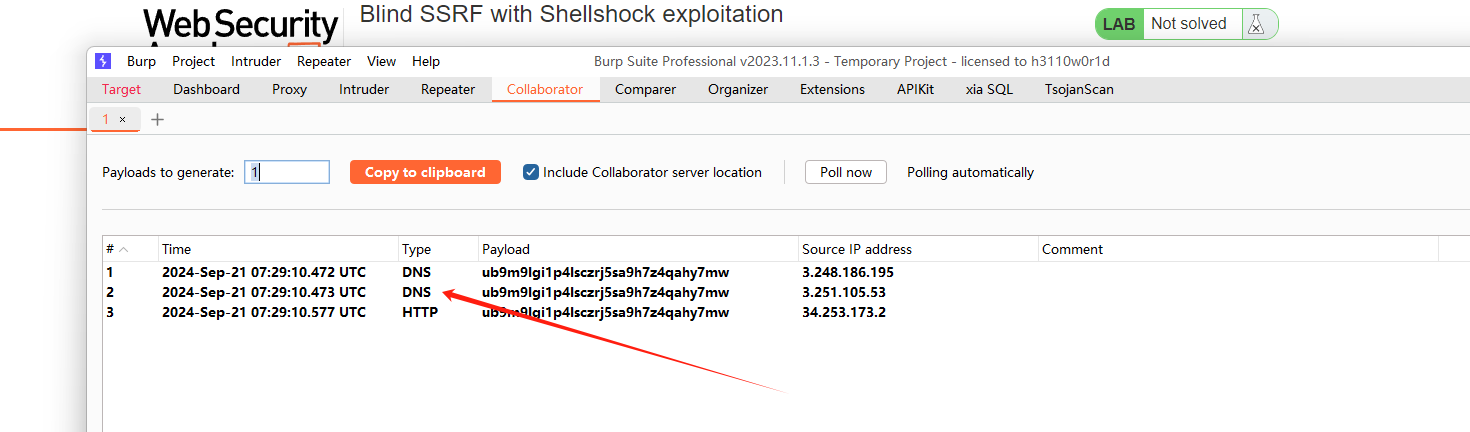 WebSecurity
Blind SSRF with Shellshock exploitation
LAB Not solved
Burp Project Intruder Repeater View Help Burp Suite Professional v2023.11.1.3 - Temporary Project - licensed to h3110w0r1d
Target Dashboard Proxy Intruder Repeater Collaborator Comparer Organizer Extensions APIKit xia SQL TsojanScan
1 × +
Payloads to generate: 1 Copy to clipboard Include Collaborator server location Poll now Polling automatically
# Time Type Payload Source IP address Comment
1 2024-Sep-21 07:29:10.472 UTC DNS ub9m9lgi1p4lsczrj5sa9h7z4qahy7mw 3.248.186.195
2 2024-Sep-21 07:29:10.473 UTC DNS ub9m9lgi1p4lsczrj5sa9h7z4qahy7mw 3.251.105.53
3 2024-Sep-21 07:29:10.577 UTC HTTP ub9m9lgi1p4lsczrj5sa9h7z4qahy7mw 34.253.173.2